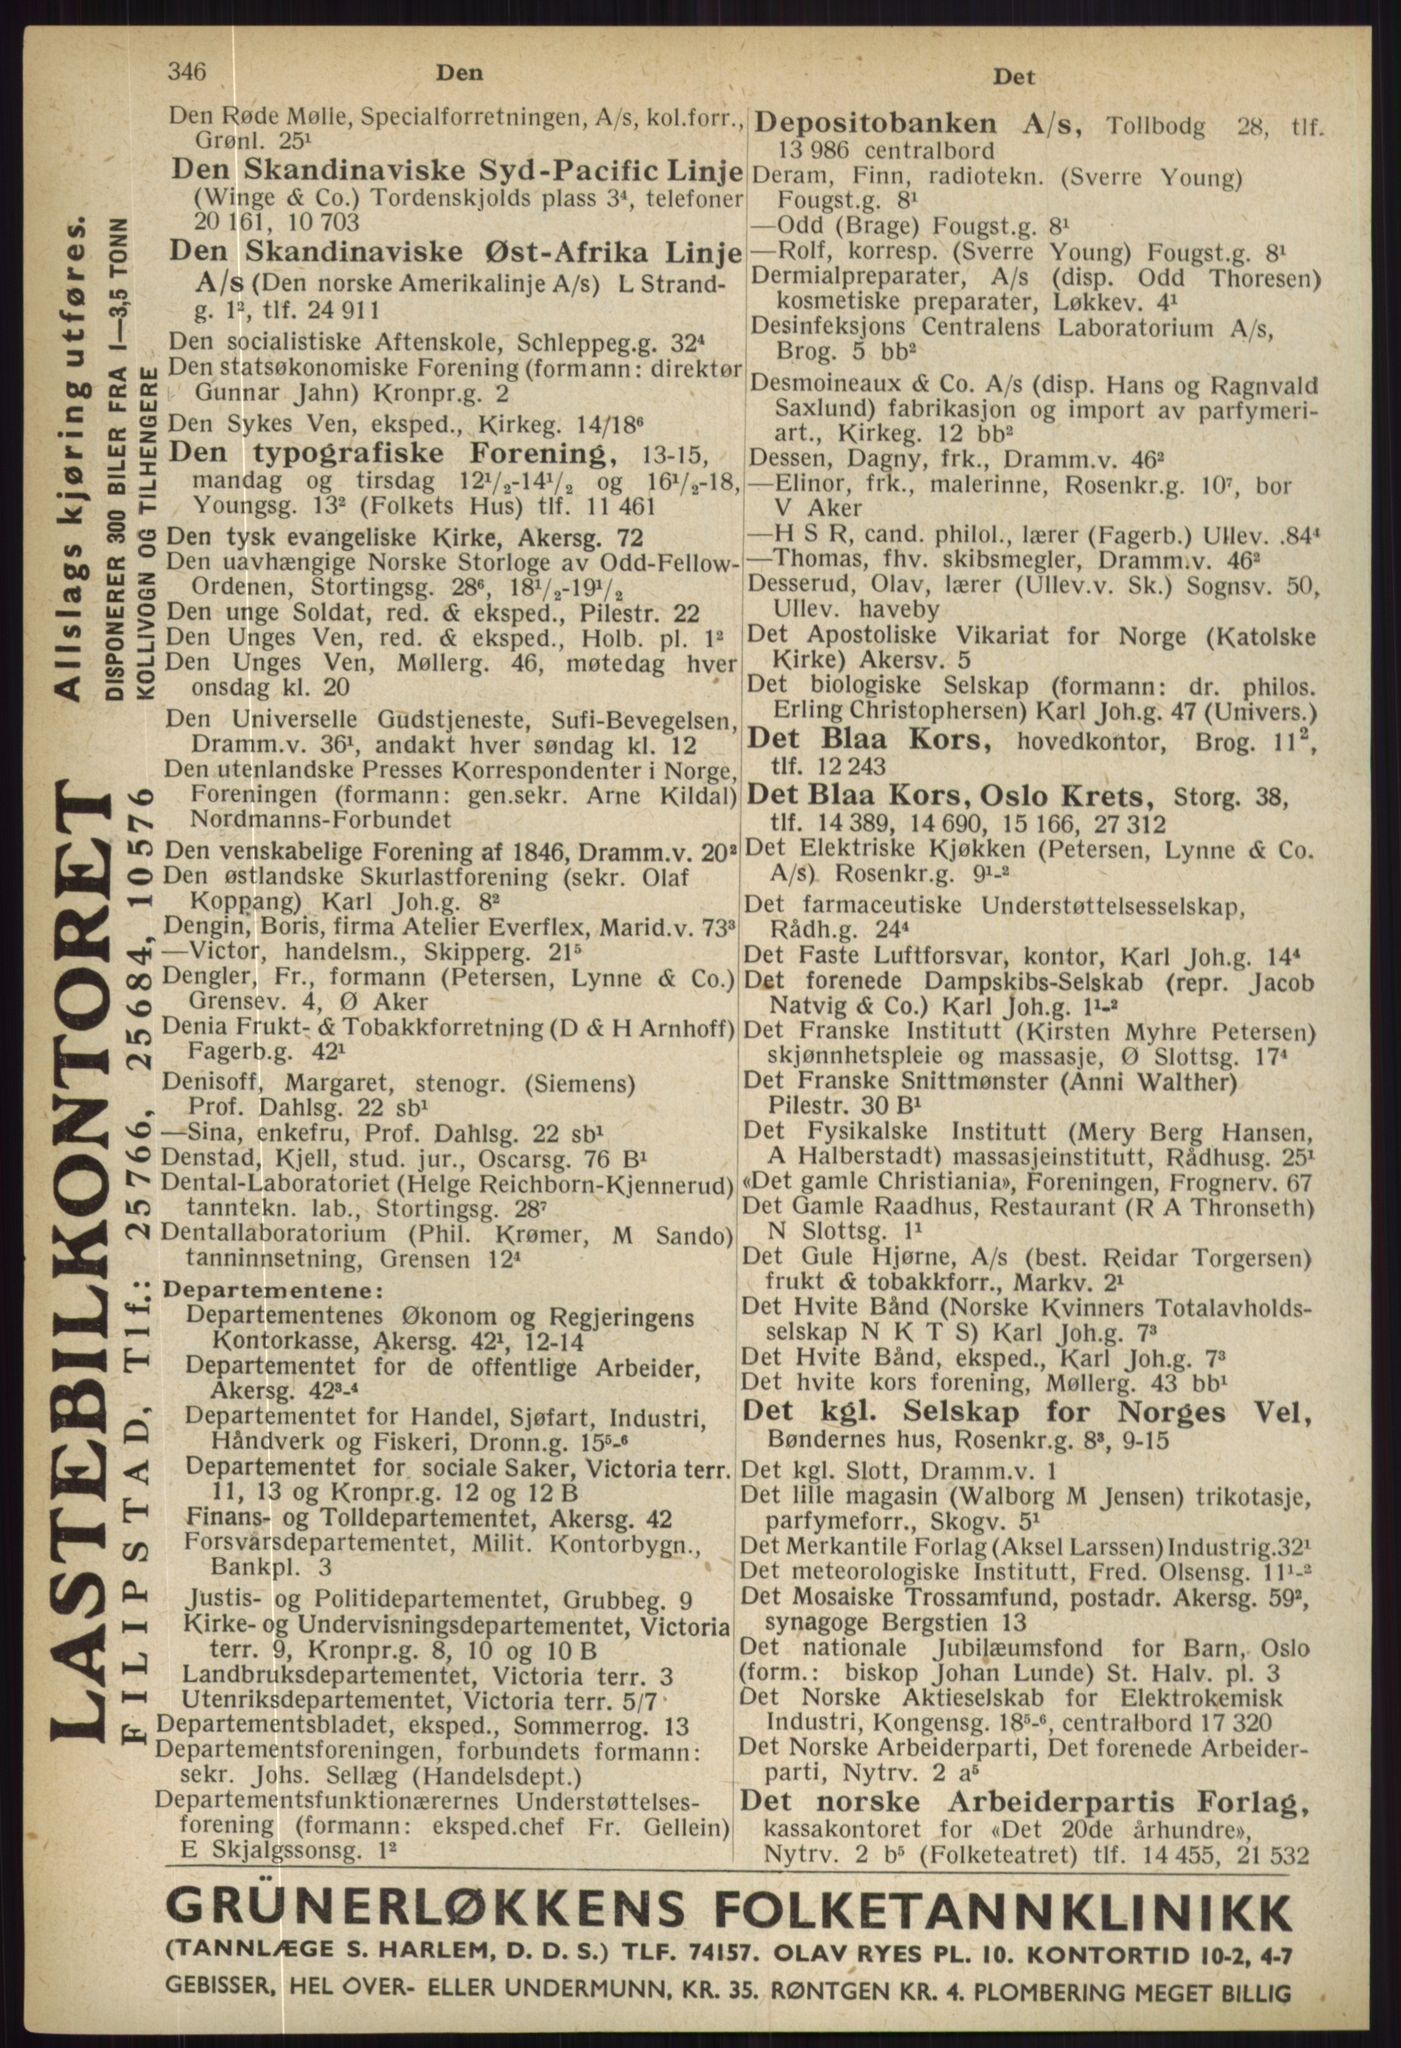 346
Den
Det
Allslags kjøring utføres.
DISPONERER 300 BILER FRA 1—3,5 TONN
KOLLIVOGN OG TILHENGERE
LASTEBILKONTORET
FILIPSTAD, Tlf.: 25766, 25684, 10576
Den Røde Mølle, Specialforretningen, A/s, kol.forr.,
Grønl. 25¹
Den Skandinaviske Syd-Pacific Linje
(Winge & Co.) Tordenskjolds plass 3⁴, telefoner
20 161, 10 703
Den Skandinaviske Øst-Afrika Linje
A/s (Den norske Amerikalinje A/s) L Strand-
g. 1², tlf. 24 911
Den socialistiske Aftenskole, Schleppeg.g. 32⁴
Den statsøkonomiske Forening (formann: direktør
Gunnar Jahn) Kronpr.g. 2
Den Sykes Ven, eksped., Kirkeg. 14/18⁶
Den typografiske Forening, 13-15,
mandag og tirsdag 12¹/₂-14¹/₂ og 16¹/₂-18,
Youngsg. 13² (Folkets Hus) tlf. 11 461
Den tysk evangeliske Kirke, Akersg. 72
Den uavhængige Norske Storloge av Odd-Fellow-
Ordenen, Stortingsg. 28⁶, 18¹/₂-19¹/₂
Den unge Soldat, red. & eksped., Pilestr. 22
Den Unges Ven, red. & eksped., Holb. pl. 1²
Den Unges Ven, Møllerg. 46, møtedag hver
onsdag kl. 20
Den Universelle Gudstjeneste, Sufi-Bevegelsen,
Dramm.v. 36¹, andakt hver søndag kl. 12
Den utenlandske Presses Korrespondenter i Norge,
Foreningen (formann: gen.sekr. Arne Kildal)
Nordmanns-Forbundet
Den venskabelige Forening af 1846, Dramm.v. 20²
Den østlandske Skurlastforening (sekr. Olaf
Koppang) Karl Joh.g. 8²
Dengin, Boris, firma Atelier Everflex, Marid.v. 73³
—Victor, handelsm., Skipperg. 21⁵
Dengler, Fr., formann (Petersen, Lynne & Co.)
Grensev. 4, Ø Aker
Denia Frukt- & Tobakkforretning (D & H Arnhoff)
Fagerb.g. 42¹
Denisoff, Margaret, stenogr. (Siemens)
Prof. Dahlsg. 22 sb¹
—Sina, enkefru, Prof. Dahlsg. 22 sb¹
Denstad, Kjell, stud. jur., Oscarsg. 76 B¹
Dental-Laboratoriet (Helge Reichborn-Kjennerud)
tanntekn. lab., Stortingsg. 28⁷
Dentallaboratorium (Phil. Krømer, M Sando)
tanninnsetning, Grensen 12⁴
Departementene:
Departementenes Økonom og Regjeringens
Kontorkasse, Akersg. 42¹, 12-14
Departementet for de offentlige Arbeider,
Akersg. 42³-⁴
Departementet for Handel, Sjøfart, Industri,
Håndverk og Fiskeri, Dronn.g. 15⁵-⁶
Departementet for sociale Saker, Victoria terr.
11, 13 og Kronpr.g. 12 og 12 B
Finans- og Tolldepartementet, Akersg. 42
Forsvarsdepartementet, Milit. Kontorbygn.,
Bankpl. 3
Justis- og Politidepartementet, Grubbeg. 9
Kirke- og Undervisningsdepartementet, Victoria
terr. 9, Kronpr.g. 8, 10 og 10 B
Landbruksdepartementet, Victoria terr. 3
Utenriksdepartementet, Victoria terr. 5/7
Departementsbladet, eksped., Sommerrog. 13
Departementsforeningen, forbundets formann:
sekr. Johs. Sellæg (Handelsdept.)
Departementsfunktionærernes Understøttelses-
forening (formann: eksped.chef Fr. Gellein)
E Skjalgssonsg. 1²
Depositobanken A/s, Tollbodg 28, tlf.
13 986 centralbord
Deram, Finn, radiotekn. (Sverre Young)
Fougst.g. 8¹
—Odd (Brage) Fougst.g. 8¹
—Rolf, korresp. (Sverre Young) Fougst.g. 8¹
Dermialpreparater, A/s (disp. Odd Thoresen)
kosmetiske preparater, Løkkev. 4¹
Desinfeksjons Centralens Laboratorium A/s,
Brog. 5 bb²
Desmoineaux & Co. A/s (disp. Hans og Ragnvald
Saxlund) fabrikasjon og import av parfymeri-
art., Kirkeg. 12 bb²
Dessen, Dagny, frk., Dramm.v. 46²
—Elinor, frk., malerinne, Rosenkr.g. 10⁷, bor
V Aker
—H S R, cand. philol., lærer (Fagerb.) Ullev. .84⁴
—Thomas, fhv. skibsmegler, Dramm.v. 46²
Desserud, Olav, lærer (Ullev.v. Sk.) Sognsv. 50,
Ullev. haveby
Det Apostoliske Vikariat for Norge (Katolske
Kirke) Akersv. 5
Det biologiske Selskap (formann: dr. philos.
Erling Christophersen) Karl Joh.g. 47 (Univers.)
Det Blaa Kors, hovedkontor, Brog. 11²,
tlf. 12 243
Det Blaa Kors, Oslo Krets, Storg. 38,
tlf. 14 389, 14 690, 15 166, 27 312
Det Elektriske Kjøkken (Petersen, Lynne & Co.
A/s) Rosenkr.g. 9¹-²
Det farmaceutiske Understøttelsesselskap,
Rådh.g. 24⁴
Det Faste Luftforsvar, kontor, Karl Joh.g. 14⁴
Det forenede Dampskibs-Selskab (repr. Jacob
Natvig & Co.) Karl Joh.g. 1¹-²
Det Franske Institutt (Kirsten Myhre Petersen)
skjønnhetspleie og massasje, Ø Slottsg. 17⁴
Det Franske Snittmønster (Anni Walther)
Pilestr. 30 B¹
Det Fysikalske Institutt (Mery Berg Hansen,
A Halberstadt) massasjeinstitutt, Rådhusg. 25¹
«Det gamle Christiania», Foreningen, Frognerv. 67
Det Gamle Raadhus, Restaurant (R A Thronseth)
N Slottsg. 1¹
Det Gule Hjørne, A/s (best. Reidar Torgersen)
frukt & tobakkforr., Markv. 2¹
Det Hvite Bånd (Norske Kvinners Totalavholds-
selskap N K T S) Karl Joh.g. 7³
Det Hvite Bånd, eksped., Karl Joh.g. 7³
Det hvite kors forening, Møllerg. 43 bb¹
Det kgl. Selskap for Norges Vel,
Bøndernes hus, Rosenkr.g. 8³, 9-15
Det kgl. Slott, Dramm.v. 1
Det lille magasin (Walborg M Jensen) trikotasje,
parfymeforr., Skogv. 5¹
Det Merkantile Forlag (Aksel Larssen) Industrig.32¹
Det meteorologiske Institutt, Fred. Olsensg. 11¹-²
Det Mosaiske Trossamfund, postadr. Akersg. 59²,
synagoge Bergstien 13
Det nationale Jubilæumsfond for Barn, Oslo
(form.: biskop Johan Lunde) St. Halv. pl. 3
Det Norske Aktieselskab for Elektrokemisk
Industri, Kongensg. 18⁵-⁶, centralbord 17 320
Det Norske Arbeiderparti, Det forenede Arbeider-
parti, Nytrv. 2 a⁵
Det norske Arbeiderpartis Forlag,
kassakontoret for «Det 20de århundre»,
Nytrv. 2 b⁵ (Folketeatret) tlf. 14 455, 21 532
GRÜNERLØKKENS FOLKETANNKLINIKK
(TANNLÆGE S. HARLEM, D. D. S.) TLF. 74157. OLAV RYES PL. 10. KONTORTID 10-2, 4-7
GEBISSER, HEL OVER- ELLER UNDERMUNN, KR. 35. RØNTGEN KR. 4. PLOMBERING MEGET BILLIG